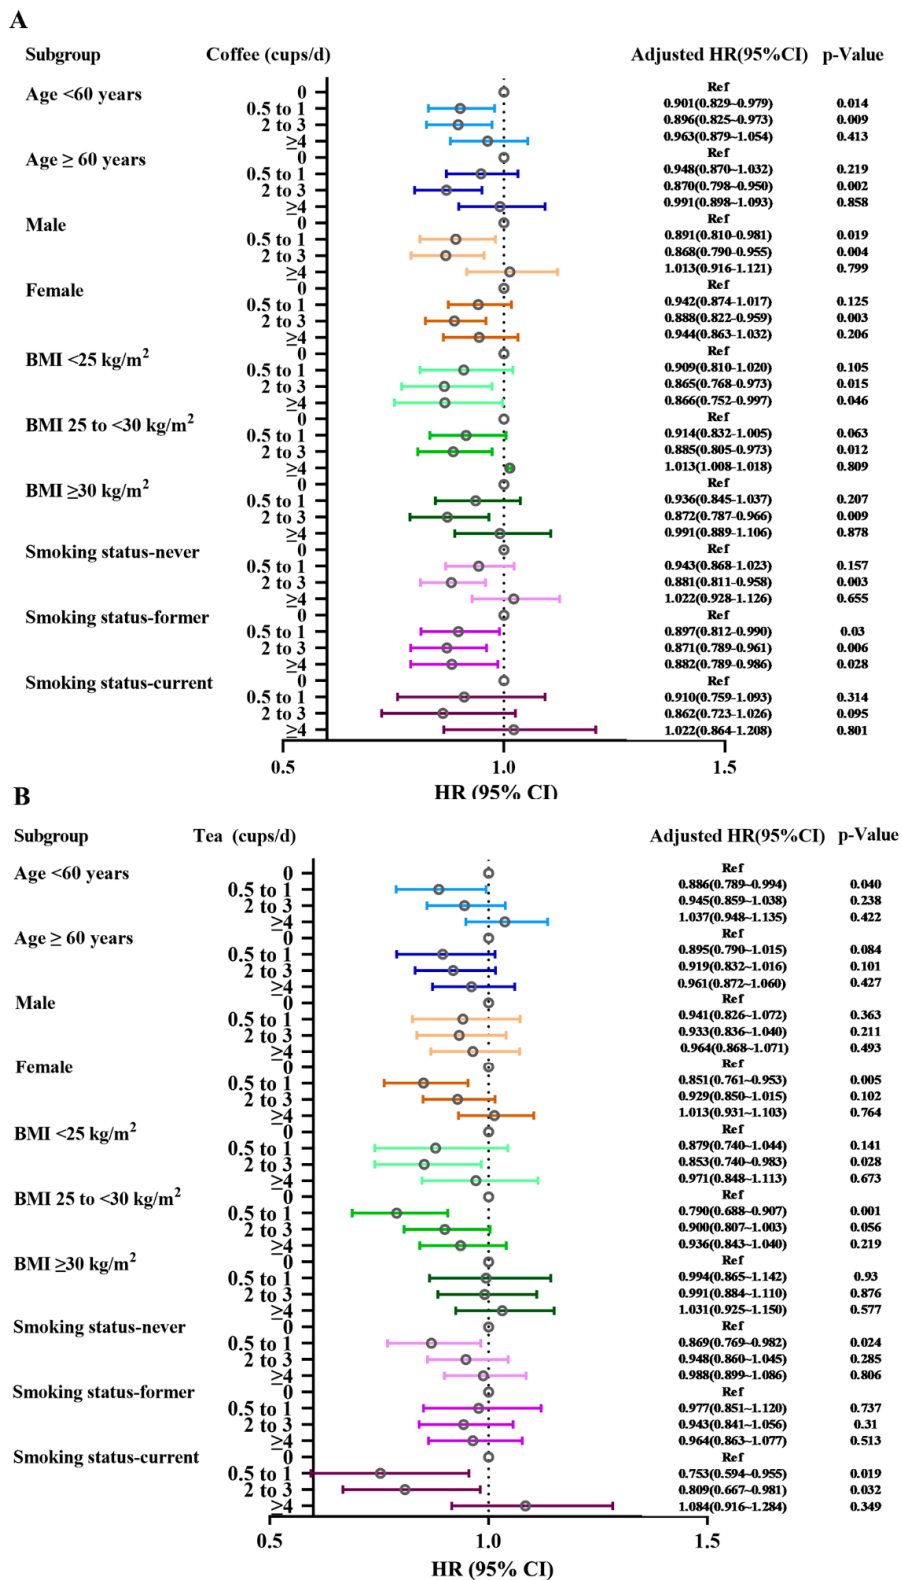 A
Subgroup Coffee (cups/d) Adjusted HR(95%CI) p-Value
Age <60 years 0 Ref
0.5 to 1 0.901(0.829~0.979) 0.014
2 to 3 0.896(0.825~0.973) 0.009
≥4 0.963(0.879~1.054) 0.413
Age ≥ 60 years 0 Ref
0.5 to 1 0.948(0.870~1.032) 0.219
2 to 3 0.870(0.798~0.950) 0.002
≥4 0.991(0.898~1.093) 0.858
Male 0 Ref
0.5 to 1 0.891(0.810~0.981) 0.019
2 to 3 0.868(0.790~0.955) 0.004
≥4 1.013(0.916~1.121) 0.799
Female 0 Ref
0.5 to 1 0.942(0.874~1.017) 0.125
2 to 3 0.888(0.822~0.959) 0.003
≥4 0.944(0.863~1.032) 0.206
BMI <25 kg/m² 0 Ref
0.5 to 1 0.909(0.810~1.020) 0.105
2 to 3 0.865(0.768~0.973) 0.015
≥4 0.866(0.752~0.997) 0.046
BMI 25 to <30 kg/m² 0 Ref
0.5 to 1 0.914(0.832~1.005) 0.063
2 to 3 0.885(0.805~0.973) 0.012
≥4 1.013(1.008~1.018) 0.809
BMI ≥30 kg/m² 0 Ref
0.5 to 1 0.936(0.845~1.037) 0.207
2 to 3 0.872(0.787~0.966) 0.009
≥4 0.991(0.889~1.106) 0.878
Smoking status-never 0 Ref
0.5 to 1 0.943(0.868~1.023) 0.157
2 to 3 0.881(0.811~0.958) 0.003
≥4 1.022(0.928~1.126) 0.655
Smoking status-former 0 Ref
0.5 to 1 0.897(0.812~0.990) 0.03
2 to 3 0.871(0.789~0.961) 0.006
≥4 0.882(0.789~0.986) 0.028
Smoking status-current 0 Ref
0.5 to 1 0.910(0.759~1.093) 0.314
2 to 3 0.862(0.723~1.026) 0.095
≥4 1.022(0.864~1.208) 0.801
0.5 1.0 1.5
HR (95% CI)
B
Subgroup Tea (cups/d) Adjusted HR(95%CI) p-Value
Age <60 years 0 Ref
0.5 to 1 0.886(0.789~0.994) 0.040
2 to 3 0.945(0.859~1.038) 0.238
≥4 1.037(0.948~1.135) 0.422
Age ≥ 60 years 0 Ref
0.5 to 1 0.895(0.790~1.015) 0.084
2 to 3 0.919(0.832~1.016) 0.101
≥4 0.961(0.872~1.060) 0.427
Male 0 Ref
0.5 to 1 0.941(0.826~1.072) 0.363
2 to 3 0.933(0.836~1.040) 0.211
≥4 0.964(0.868~1.071) 0.493
Female 0 Ref
0.5 to 1 0.851(0.761~0.953) 0.005
2 to 3 0.929(0.850~1.015) 0.102
≥4 1.013(0.931~1.103) 0.764
BMI <25 kg/m² 0 Ref
0.5 to 1 0.879(0.740~1.044) 0.141
2 to 3 0.853(0.740~0.983) 0.028
≥4 0.971(0.848~1.113) 0.673
BMI 25 to <30 kg/m² 0 Ref
0.5 to 1 0.790(0.688~0.907) 0.001
2 to 3 0.900(0.807~1.003) 0.056
≥4 0.936(0.843~1.040) 0.219
BMI ≥30 kg/m² 0 Ref
0.5 to 1 0.994(0.865~1.142) 0.93
2 to 3 0.991(0.884~1.110) 0.876
≥4 1.031(0.925~1.150) 0.577
Smoking status-never 0 Ref
0.5 to 1 0.869(0.769~0.982) 0.024
2 to 3 0.948(0.860~1.045) 0.285
≥4 0.988(0.899~1.086) 0.806
Smoking status-former 0 Ref
0.5 to 1 0.977(0.851~1.120) 0.737
2 to 3 0.943(0.841~1.056) 0.31
≥4 0.964(0.863~1.077) 0.513
Smoking status-current 0 Ref
0.5 to 1 0.753(0.594~0.955) 0.019
2 to 3 0.809(0.667~0.981) 0.032
≥4 1.084(0.916~1.284) 0.349
0.5 1.0 1.5
HR (95% CI)